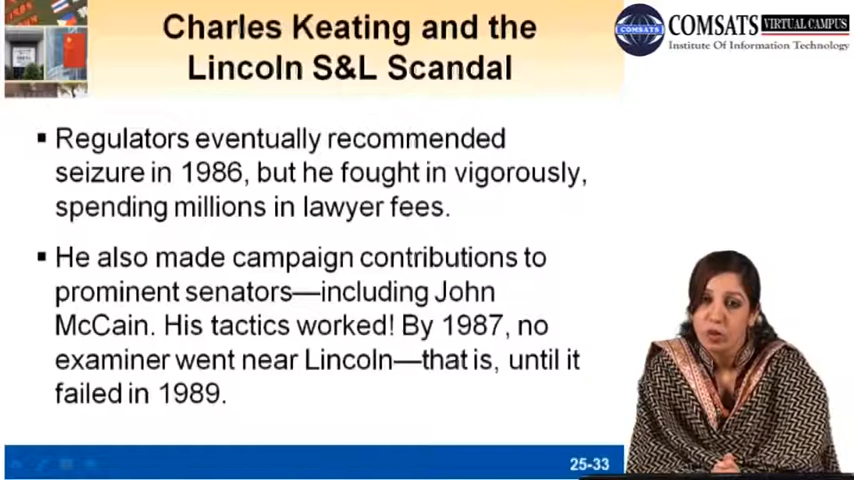 Charles Keating and the
Lincoln S&L Scandal
COMSATS
COMSATS VIRTUAL CAMPUS
Institute Of Information Technology
▪ Regulators eventually recommended
seizure in 1986, but he fought in vigorously,
spending millions in lawyer fees.
▪ He also made campaign contributions to
prominent senators—including John
McCain. His tactics worked! By 1987, no
examiner went near Lincoln—that is, until it
failed in 1989.
25-33